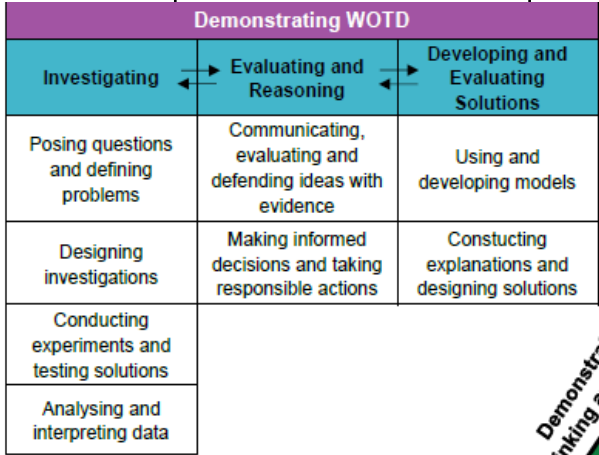 Demonstrating WOTD
Investigating
Evaluating and
Reasoning
Developing and
Evaluating
Solutions
Posing questions
and defining
problems
Communicating,
evaluating and
defending ideas with
evidence
Using and
developing models
Designing
investigations
Making informed
decisions and taking
responsible actions
Constucting
explanations and
designing solutions
Conducting
experiments and
testing solutions
Analysing and
interpreting data